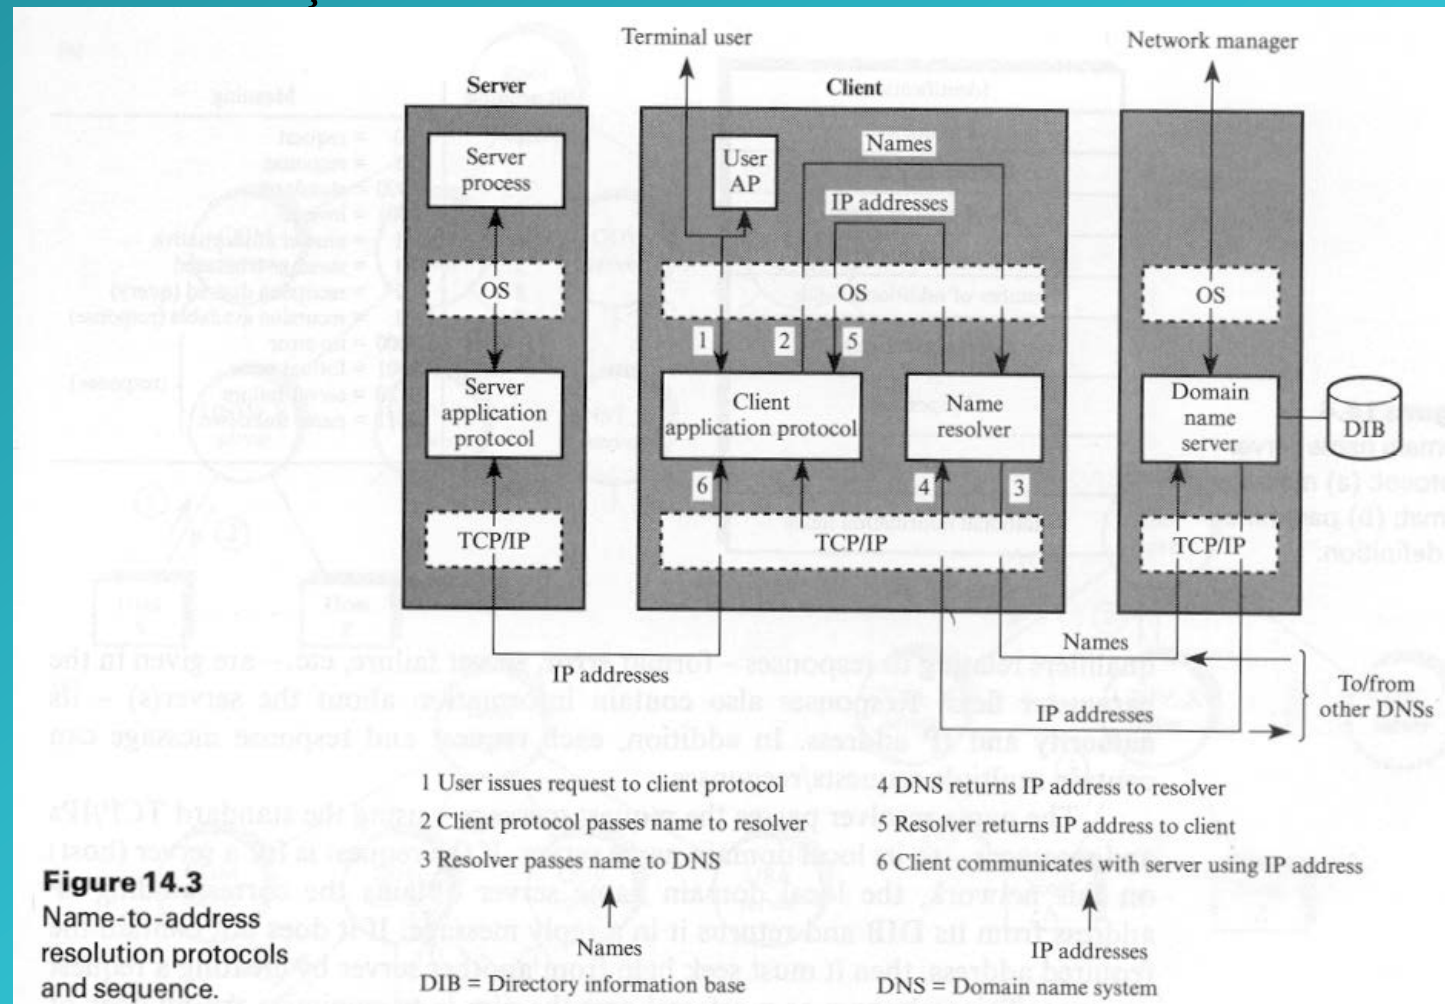 Terminal user
Network manager
Server
Client
Server
process
User
AP
Names
IP addresses
OS
OS
OS
1
2
5
Server
application
protocol
Client
application protocol
Name
resolver
Domain
name
server
DIB
6
4
3
TCP/IP
TCP/IP
TCP/IP
Names
IP addresses
IP addresses
To/from
other DNSs
1 User issues request to client protocol
2 Client protocol passes name to resolver
3 Resolver passes name to DNS
4 DNS returns IP address to resolver
5 Resolver returns IP address to client
6 Client communicates with server using IP address
Names
IP addresses
DIB = Directory information base
DNS = Domain name system
Figure 14.3
Name-to-address
resolution protocols
and sequence.